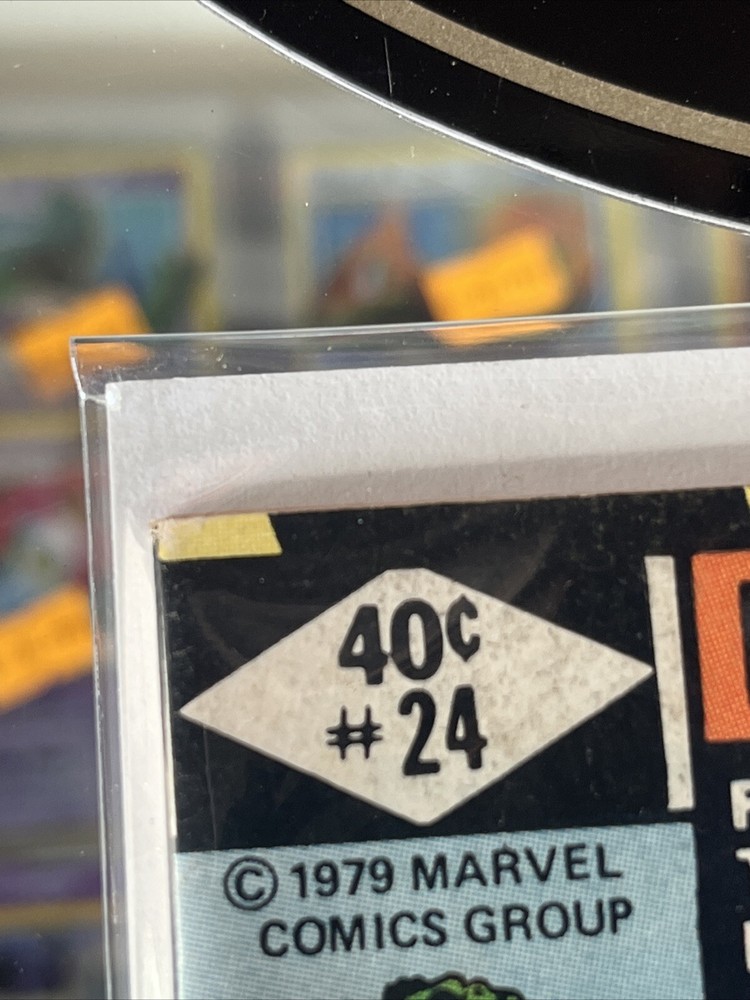 40¢
# 24
© 1979 MARVEL
COMICS GROUP